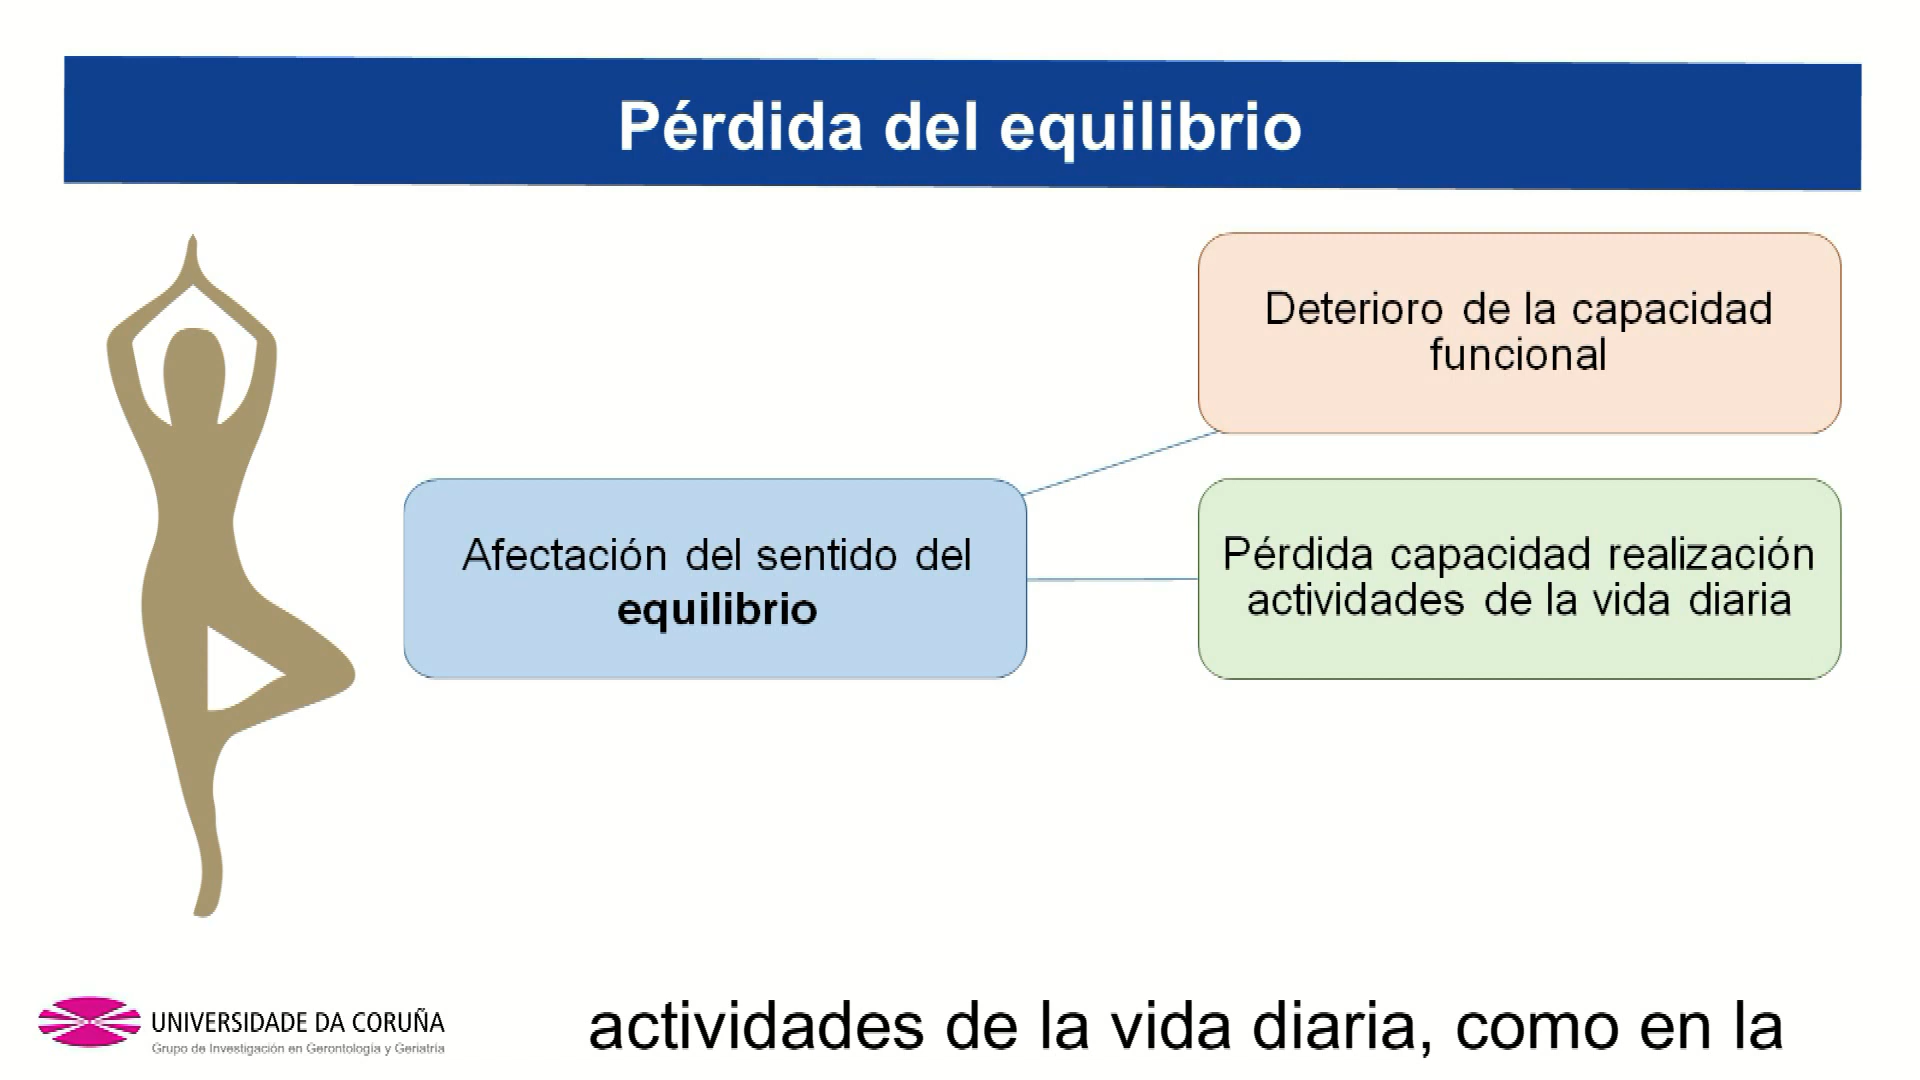 Pérdida del equilibrio
Deterioro de la capacidad
funcional
Afectación del sentido del
equilibrio
Pérdida capacidad realización
actividades de la vida diaria
UNIVERSIDADE DA CORUÑA
Grupo de Investigación en Gerontología y Geriatría
actividades de la vida diaria, como en la